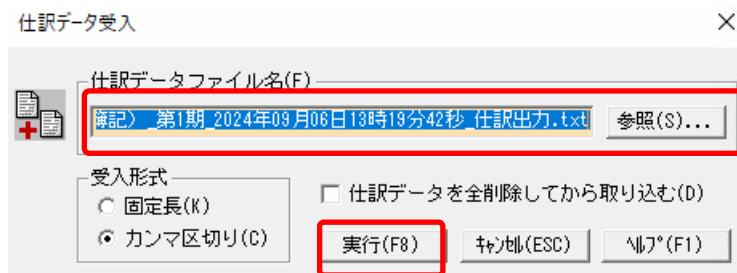 仕訳データ受入
仕訳データファイル名(F)
簿記）_第1期_2024年09月06日13時19分42秒_仕訳出力.txt 参照(S)...
受入形式
固定長(K)
カンマ区切り(C)
仕訳データを全削除してから取り込む(D)
実行(F8) ｷｬﾝｾﾙ(ESC) ﾍﾙﾌﾟ(F1)